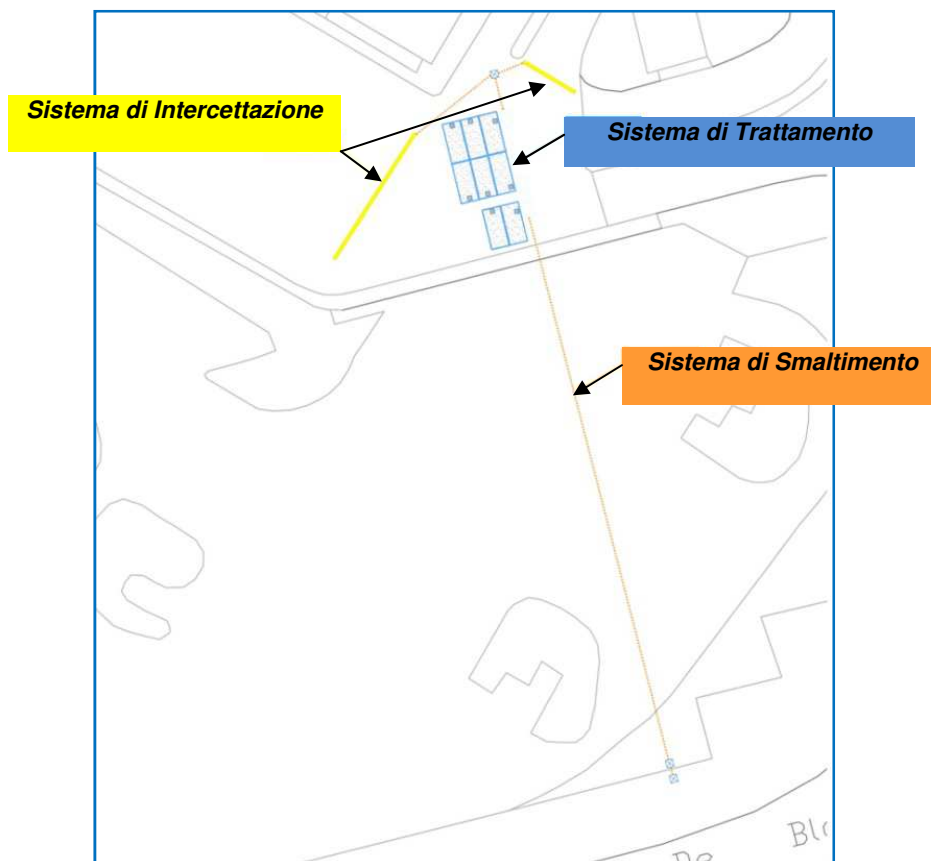 Sistema di Intercettazione
Sistema di Trattamento
Sistema di Smaltimento